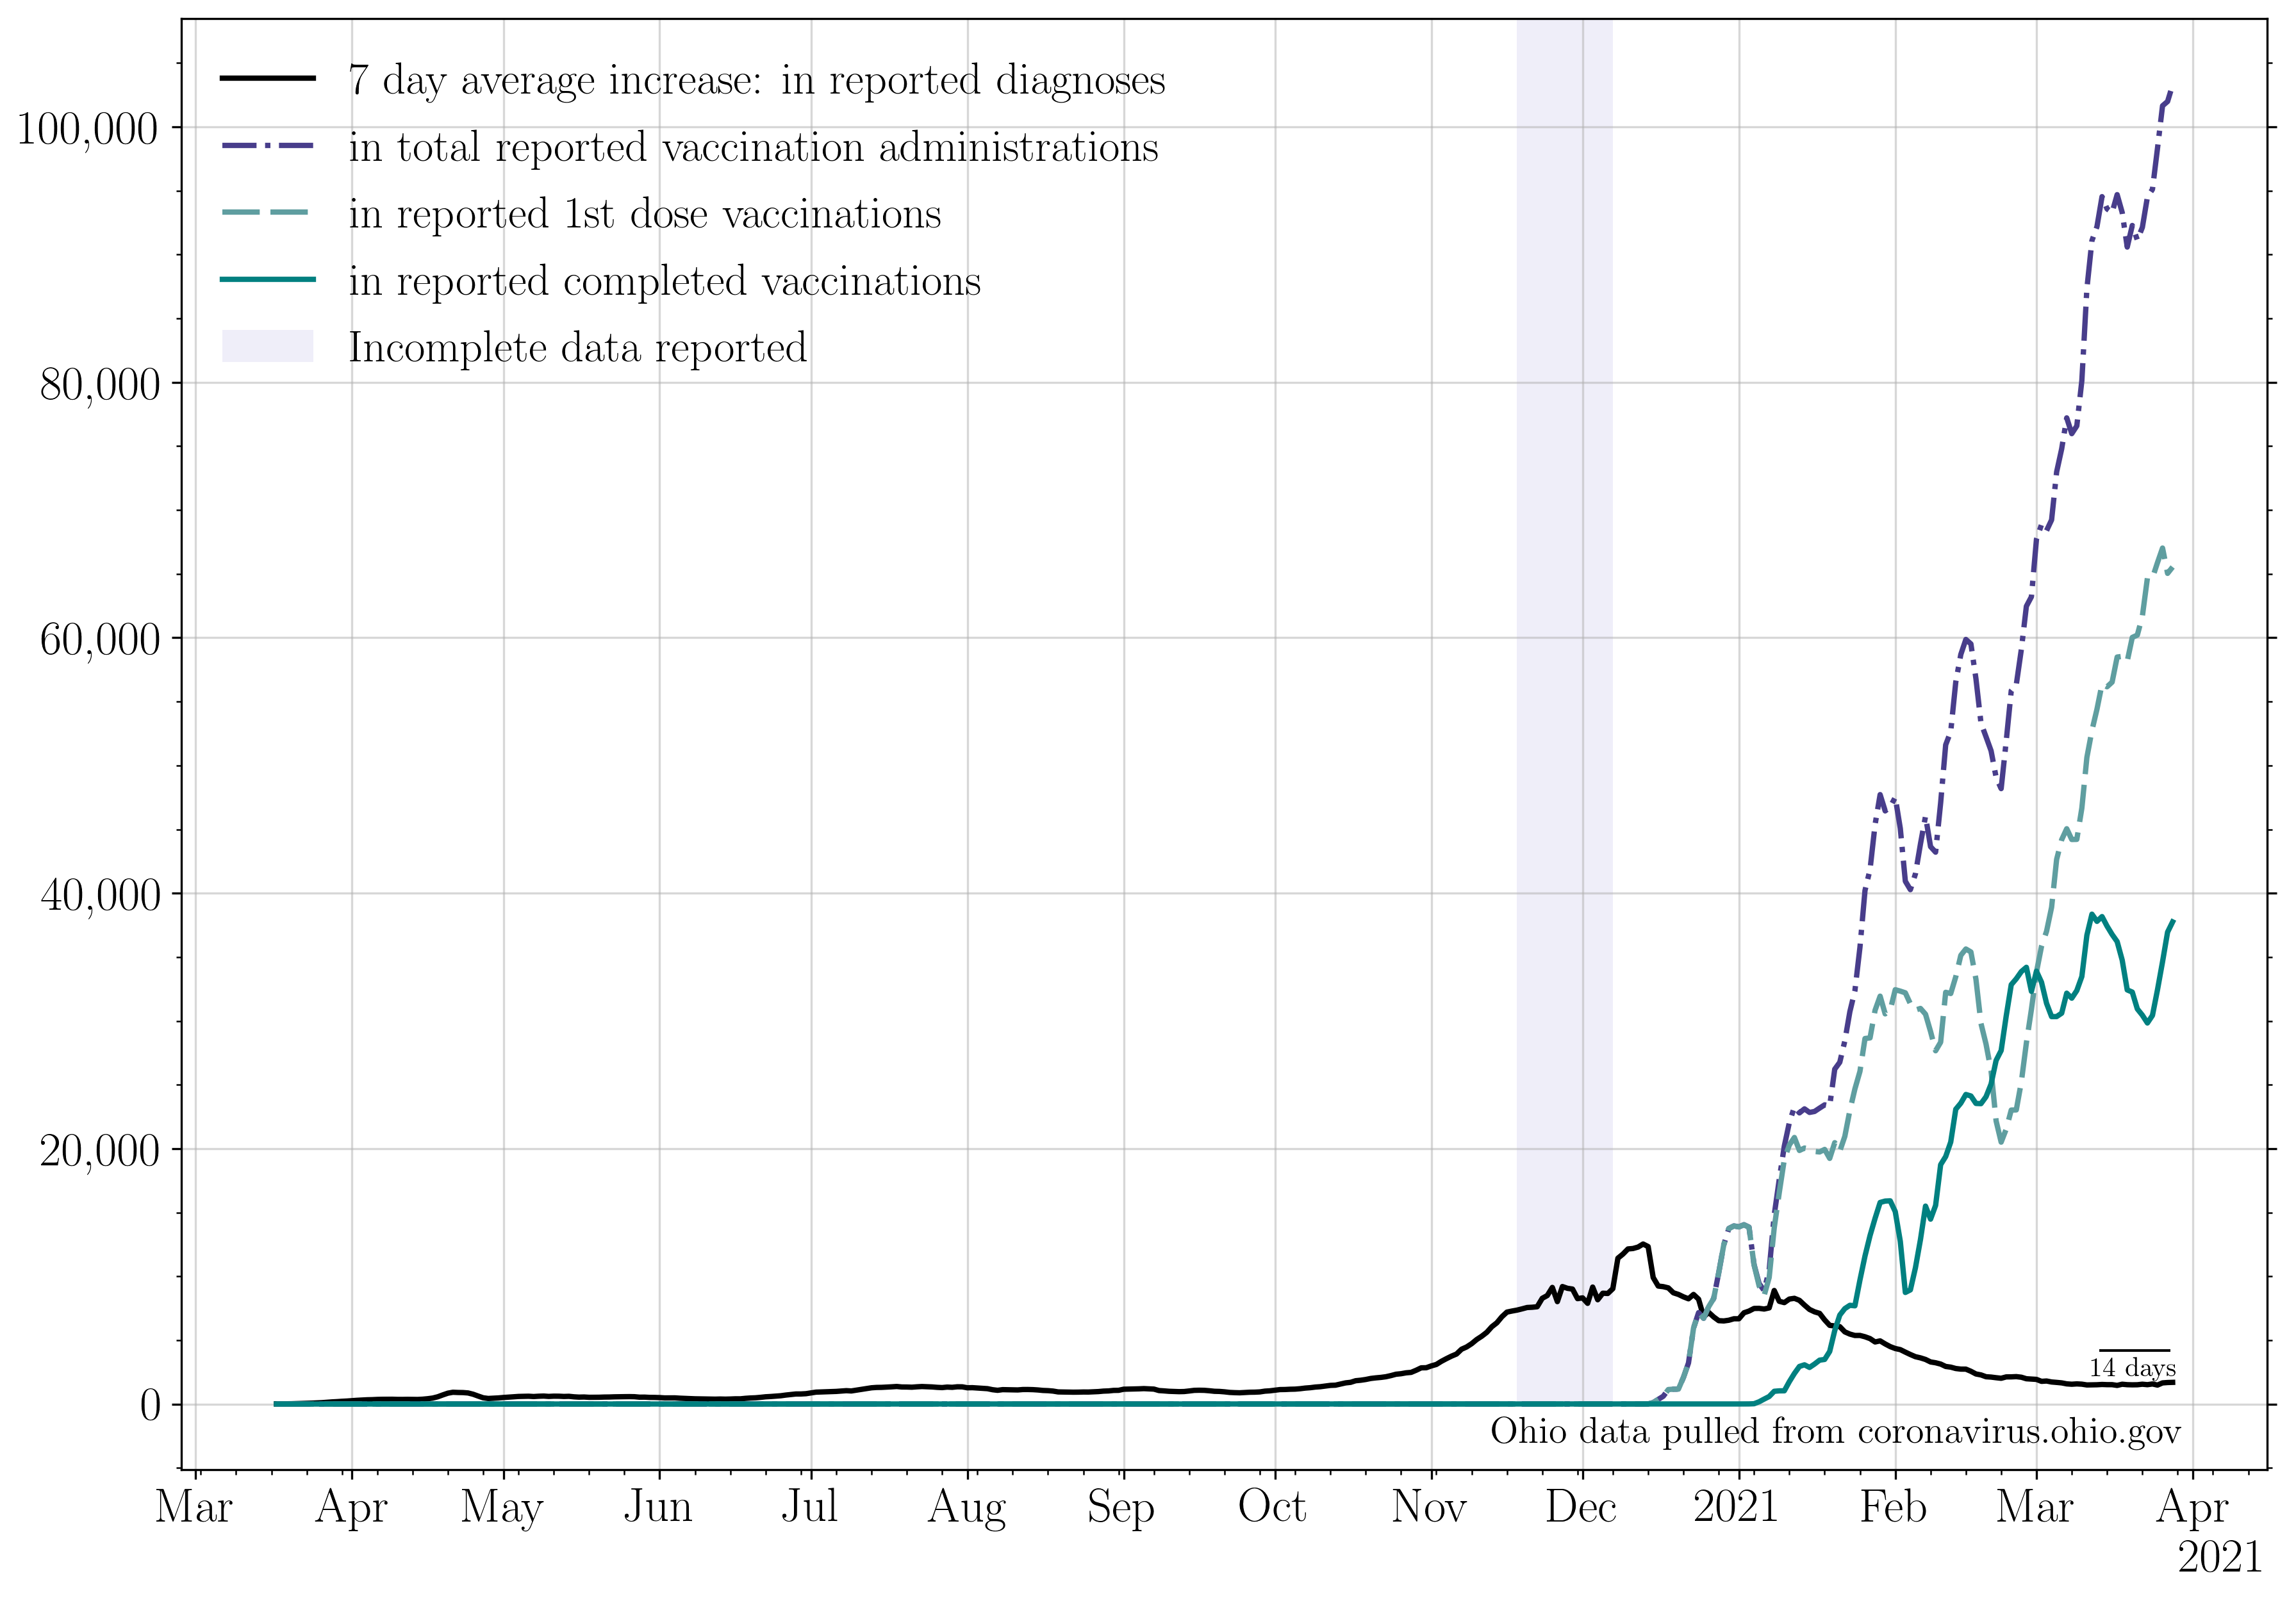 7 day average increase: in reported diagnoses
in total reported vaccination administrations
in reported 1st dose vaccinations
in reported completed vaccinations
Incomplete data reported
100,000
80,000
60,000
40,000
20,000
0
14 days
Ohio data pulled from coronavirus.ohio.gov
Mar Apr May Jun Jul Aug Sep Oct Nov Dec 2021 Feb Mar Apr
2021